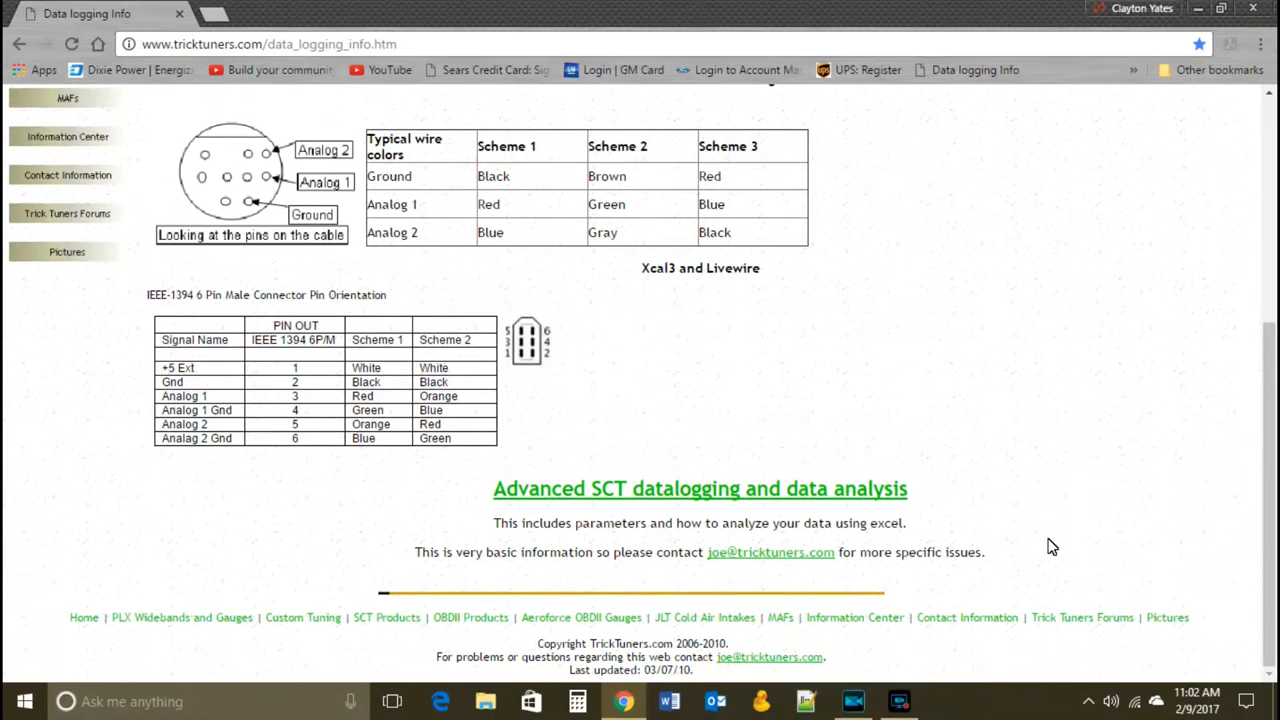 Data logging Info
Clayton Yates
www.tricktuners.com/data_logging_info.htm
Apps
Dixie Power | Energiz
Build your communit
YouTube
Sears Credit Card: Sig
Login | GM Card
Login to Account Ma
UPS: Register
Data logging Info
»
Other bookmarks
MAFs
Information Center
Contact Information
Trick Tuners Forums
Pictures
Analog 2
Analog 1
Ground
Looking at the pins on the cable
Typical wire colors Scheme 1 Scheme 2 Scheme 3
Ground Black Brown Red
Analog 1 Red Green Blue
Analog 2 Blue Gray Black
Xcal3 and Livewire
IEEE-1394 6 Pin Male Connector Pin Orientation
PIN OUT
Signal Name IEEE 1394 6P/M Scheme 1 Scheme 2
+5 Ext 1 White White
Gnd 2 Black Black
Analog 1 3 Red Orange
Analog 1 Gnd 4 Green Blue
Analog 2 5 Orange Red
Analag 2 Gnd 6 Blue Green
5 6
3 4
1 2
Advanced SCT datalogging and data analysis
This includes parameters and how to analyze your data using excel.
This is very basic information so please contact joe@tricktuners.com for more specific issues.
Home | PLX Widebands and Gauges | Custom Tuning | SCT Products | OBDII Products | Aeroforce OBDII Gauges | JLT Cold Air Intakes | MAFs | Information Center | Contact Information | Trick Tuners Forums | Pictures
Copyright TrickTuners.com 2006-2010.
For problems or questions regarding this web contact joe@tricktuners.com.
Last updated: 03/07/10.
Ask me anything
11:02 AM
2/9/2017